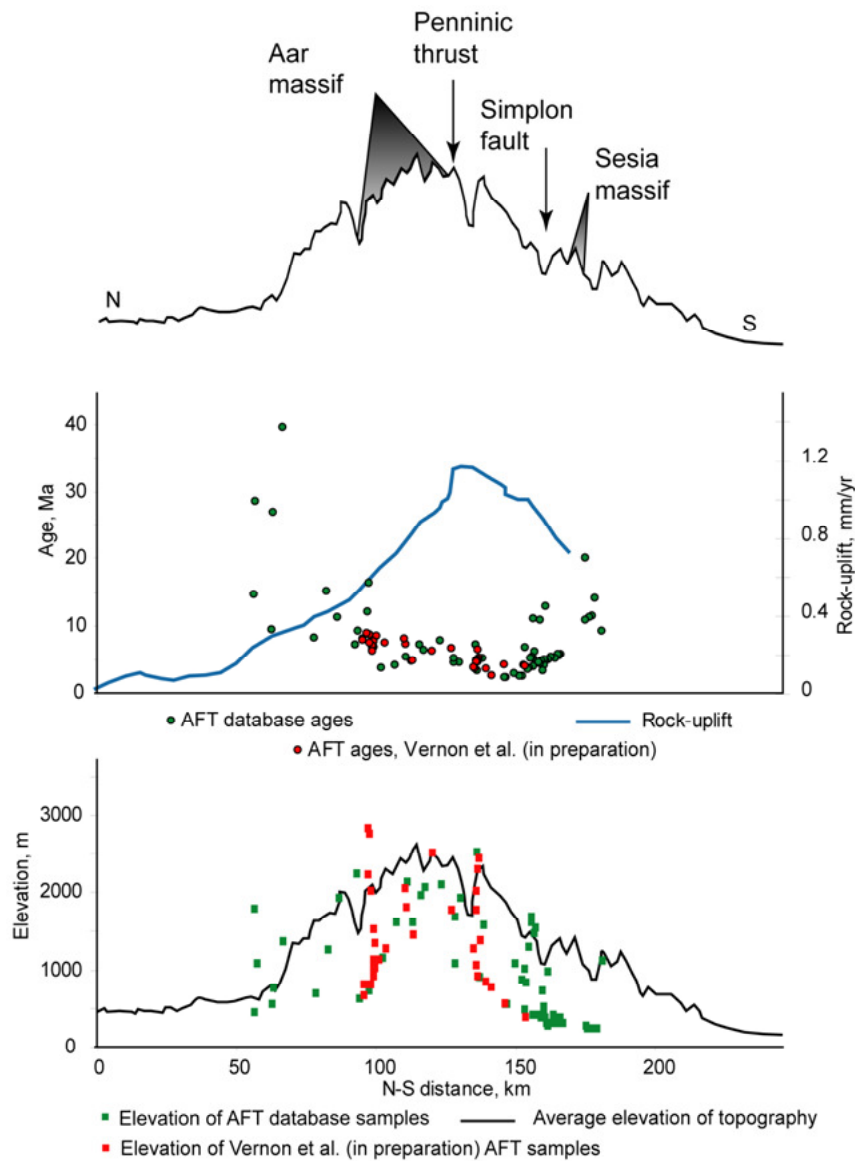 Penninic
thrust
Aar
massif
Simplon
fault
Sesia
massif
N
S
40
30
20
10
0
Age, Ma
1.2
0.8
0.4
0
Rock-uplift, mm/yr
AFT database ages
Rock-uplift
AFT ages, Vernon et al. (in preparation)
3000
2000
1000
0
Elevation, m
0 50 100 150 200
N-S distance, km
Elevation of AFT database samples
Average elevation of topography
Elevation of Vernon et al. (in preparation) AFT samples